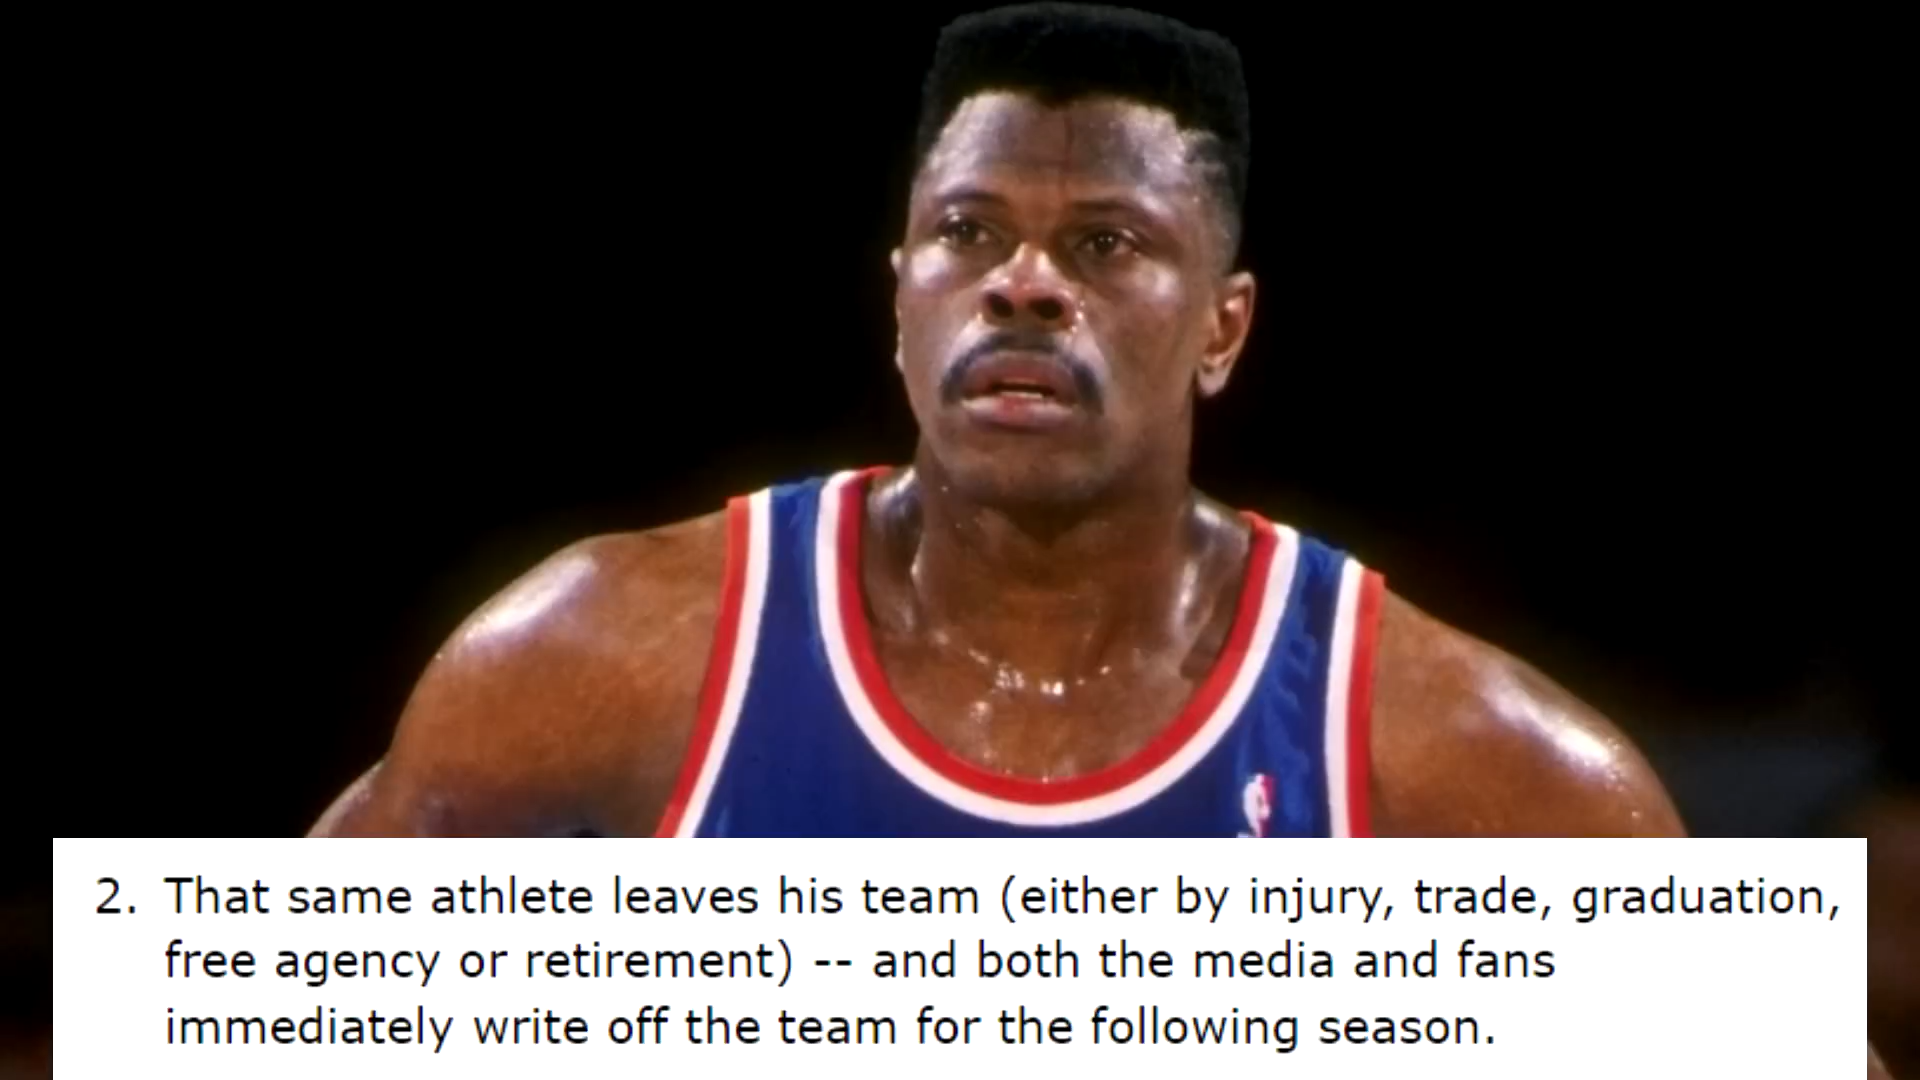 2. That same athlete leaves his team (either by injury, trade, graduation,
free agency or retirement) -- and both the media and fans
immediately write off the team for the following season.